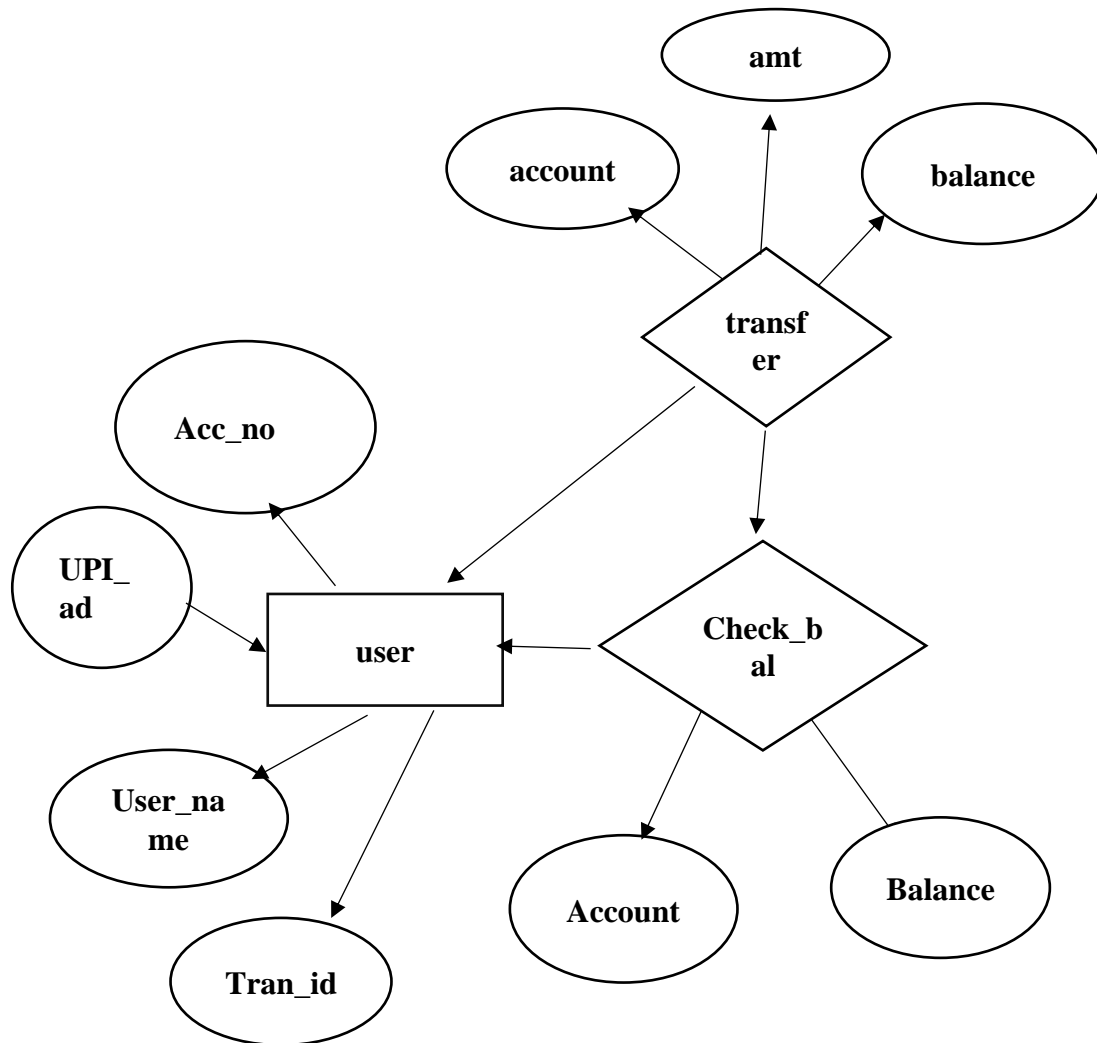 amt
account
balance
transf
er
Acc_no
UPI_
ad
user
Check_b
al
User_na
me
Account
Balance
Tran_id